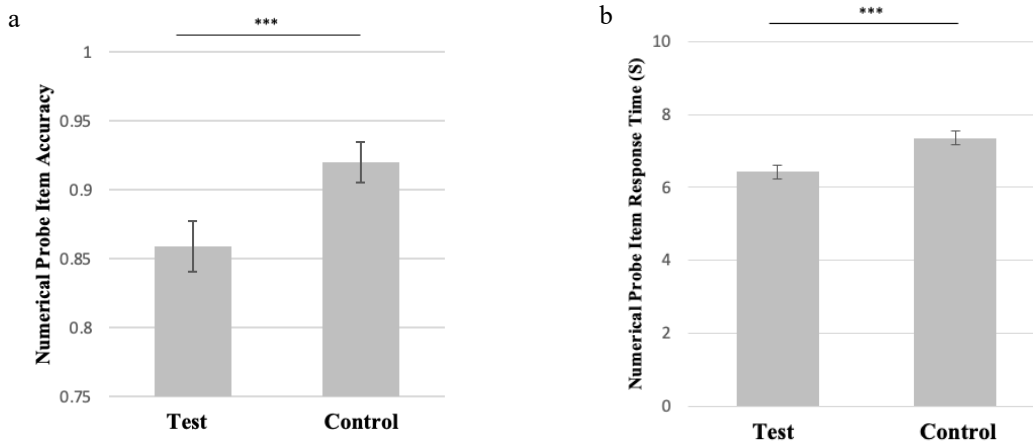 a
***
Numerical Probe Item Accuracy
1
0.95
0.9
0.85
0.8
0.75
Test Control
b
***
Numerical Probe Item Response Time (S)
10
8
6
4
2
0
Test Control